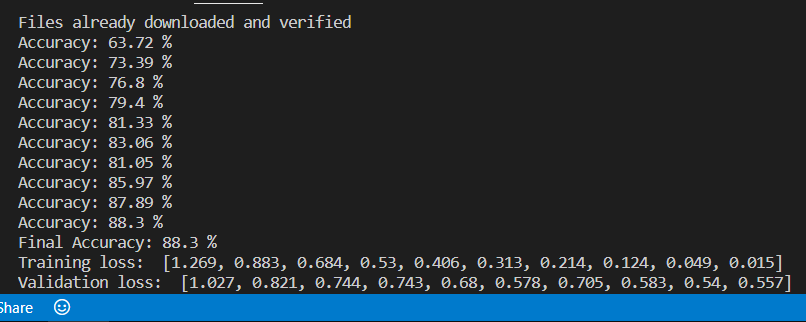 Files already downloaded and verified
Accuracy: 63.72 %
Accuracy: 73.39 %
Accuracy: 76.8 %
Accuracy: 79.4 %
Accuracy: 81.33 %
Accuracy: 83.06 %
Accuracy: 81.05 %
Accuracy: 85.97 %
Accuracy: 87.89 %
Accuracy: 88.3 %
Final Accuracy: 88.3 %
Training loss:  [1.269, 0.883, 0.684, 0.53, 0.406, 0.313, 0.214, 0.124, 0.049, 0.015]
Validation loss:  [1.027, 0.821, 0.744, 0.743, 0.68, 0.578, 0.705, 0.583, 0.54, 0.557]
Share